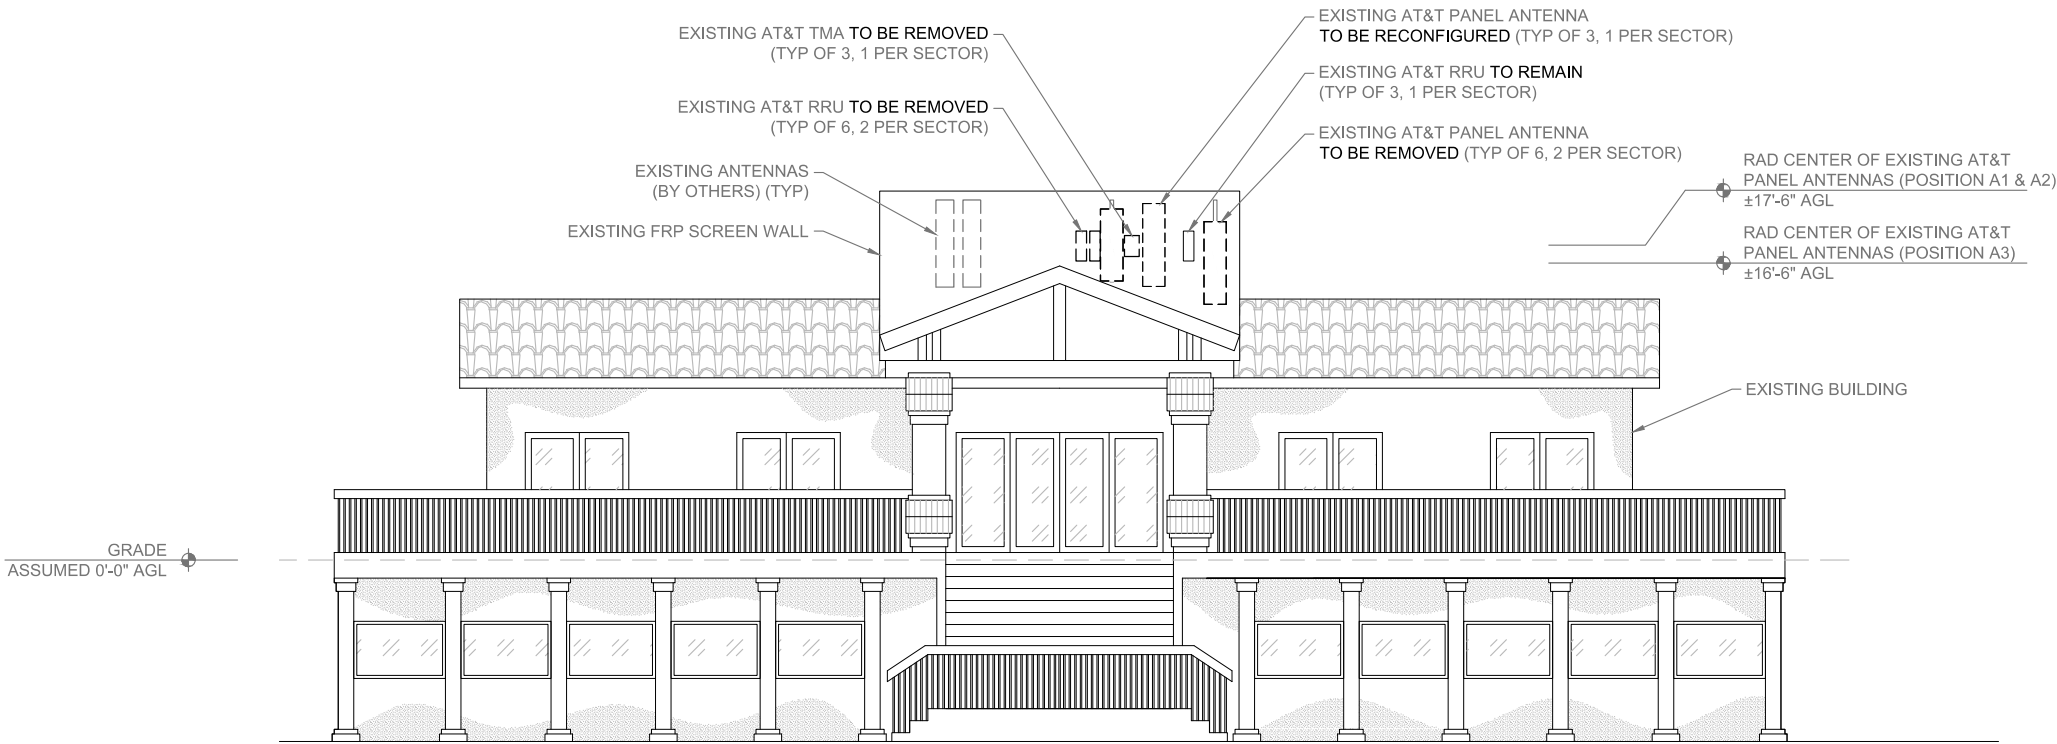 EXISTING AT&T TMA TO BE REMOVED
(TYP OF 3, 1 PER SECTOR)
EXISTING AT&T RRU TO BE REMOVED
(TYP OF 6, 2 PER SECTOR)
EXISTING ANTENNAS
(BY OTHERS) (TYP)
EXISTING FRP SCREEN WALL
EXISTING AT&T PANEL ANTENNA
TO BE RECONFIGURED (TYP OF 3, 1 PER SECTOR)
EXISTING AT&T RRU TO REMAIN
(TYP OF 3, 1 PER SECTOR)
EXISTING AT&T PANEL ANTENNA
TO BE REMOVED (TYP OF 6, 2 PER SECTOR)
RAD CENTER OF EXISTING AT&T
PANEL ANTENNAS (POSITION A1 & A2)
±17'-6" AGL
RAD CENTER OF EXISTING AT&T
PANEL ANTENNAS (POSITION A3)
±16'-6" AGL
EXISTING BUILDING
GRADE
ASSUMED 0'-0" AGL